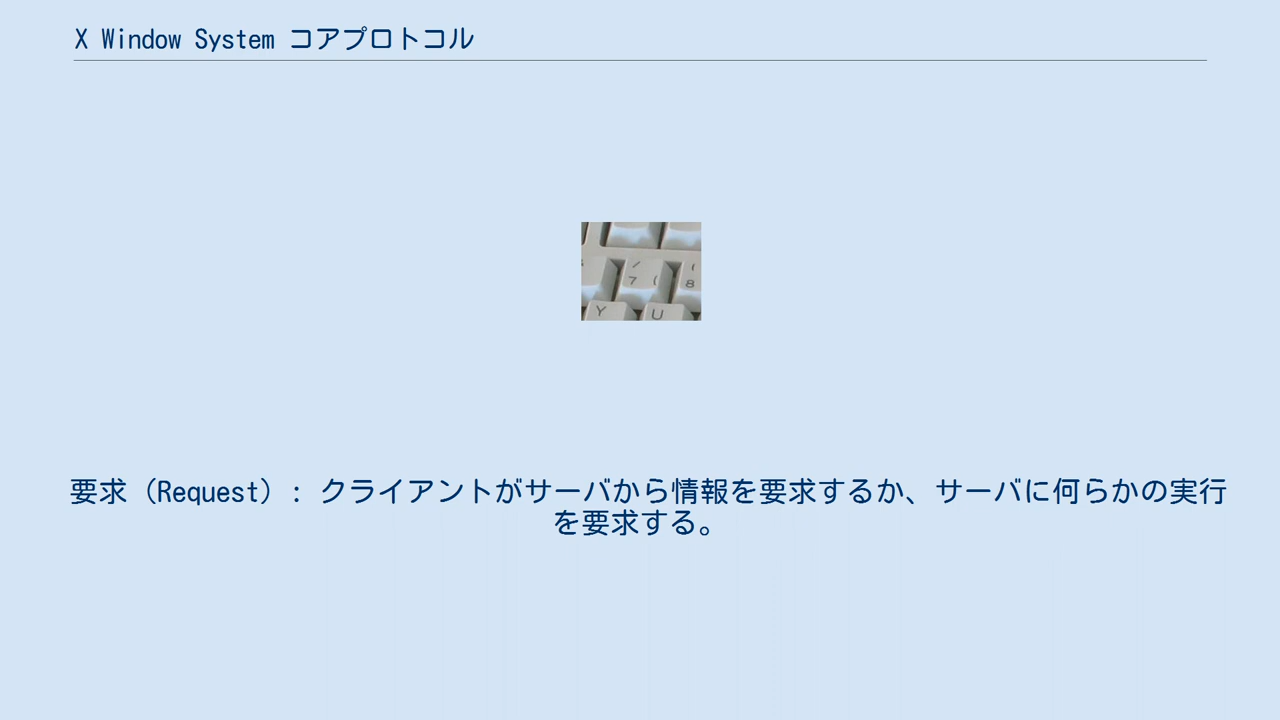 X Window System コアプロトコル
/
7 (
(
8
Y
U
要求（Request）: クライアントがサーバから情報を要求するか、サーバに何らかの実行
を要求する。